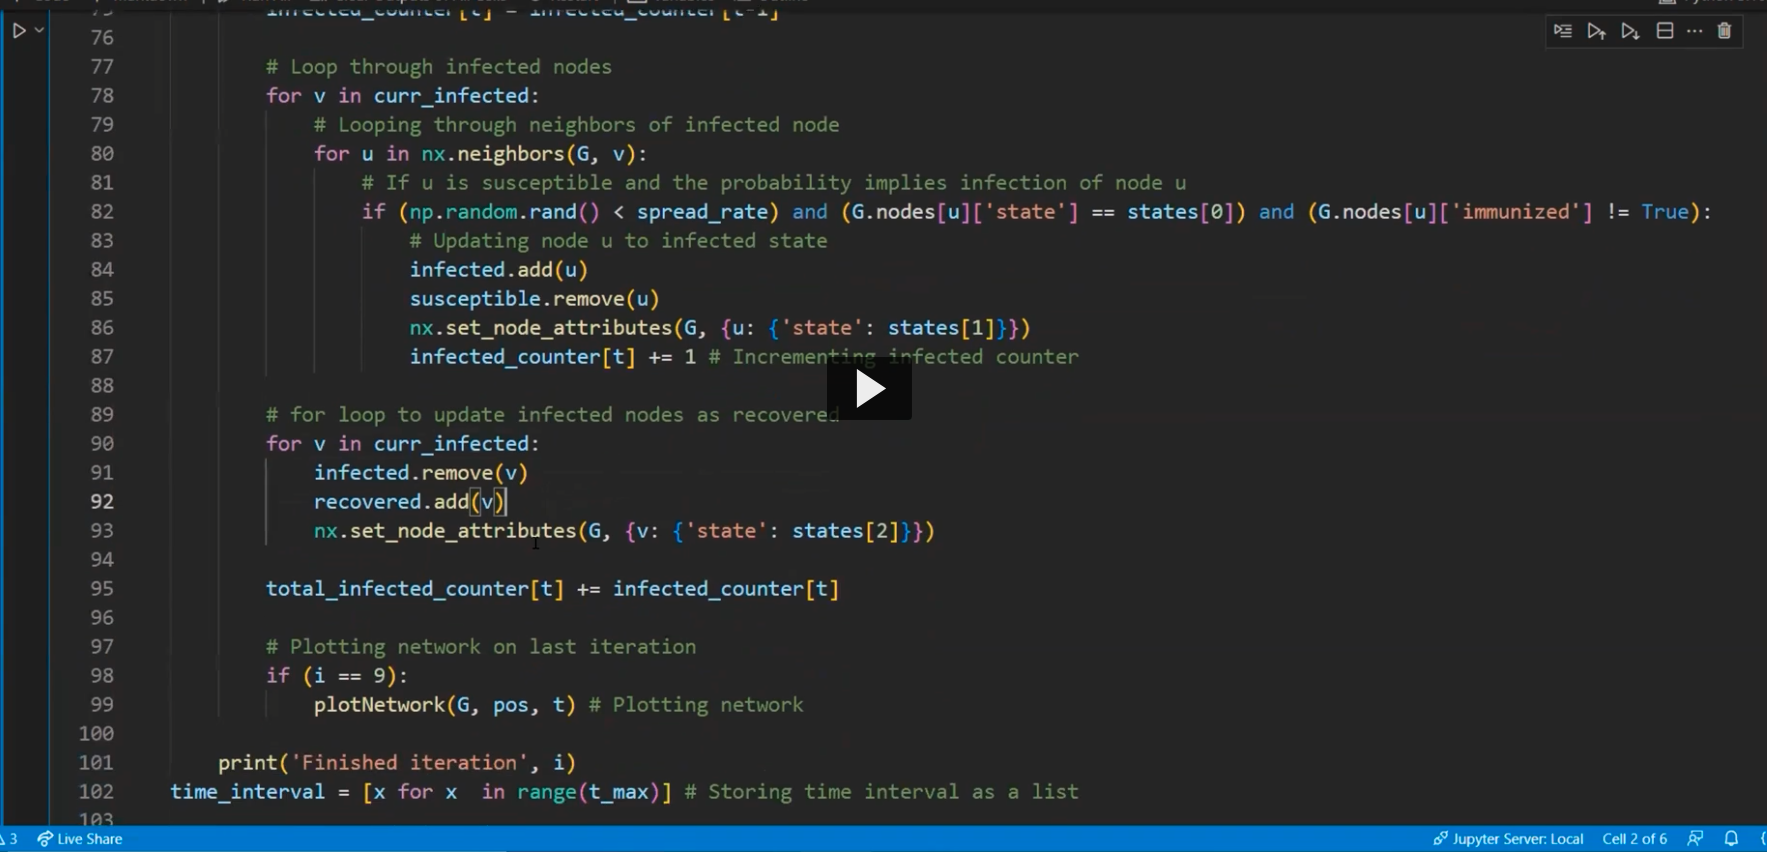 infected_counter[t] = infected_counter[t-1]
76
77 # Loop through infected nodes
78 for v in curr_infected:
79 # Looping through neighbors of infected node
80 for u in nx.neighbors(G, v):
81 # If u is susceptible and the probability implies infection of node u
82 if (np.random.rand() < spread_rate) and (G.nodes[u]['state'] == states[0]) and (G.nodes[u]['immunized'] != True):
83 # Updating node u to infected state
84 infected.add(u)
85 susceptible.remove(u)
86 nx.set_node_attributes(G, {u: {'state': states[1]}})
87 infected_counter[t] += 1 # Incrementing infected counter
88
89 # for loop to update infected nodes as recovered
90 for v in curr_infected:
91 infected.remove(v)
92 recovered.add(v)
93 nx.set_node_attributes(G, {v: {'state': states[2]}})
94
95 total_infected_counter[t] += infected_counter[t]
96
97 # Plotting network on last iteration
98 if (i == 9):
99 plotNetwork(G, pos, t) # Plotting network
100
101 print('Finished iteration', i)
102 time_interval = [x for x in range(t_max)] # Storing time interval as a list
103
3 Live Share Jupyter Server: Local Cell 2 of 6